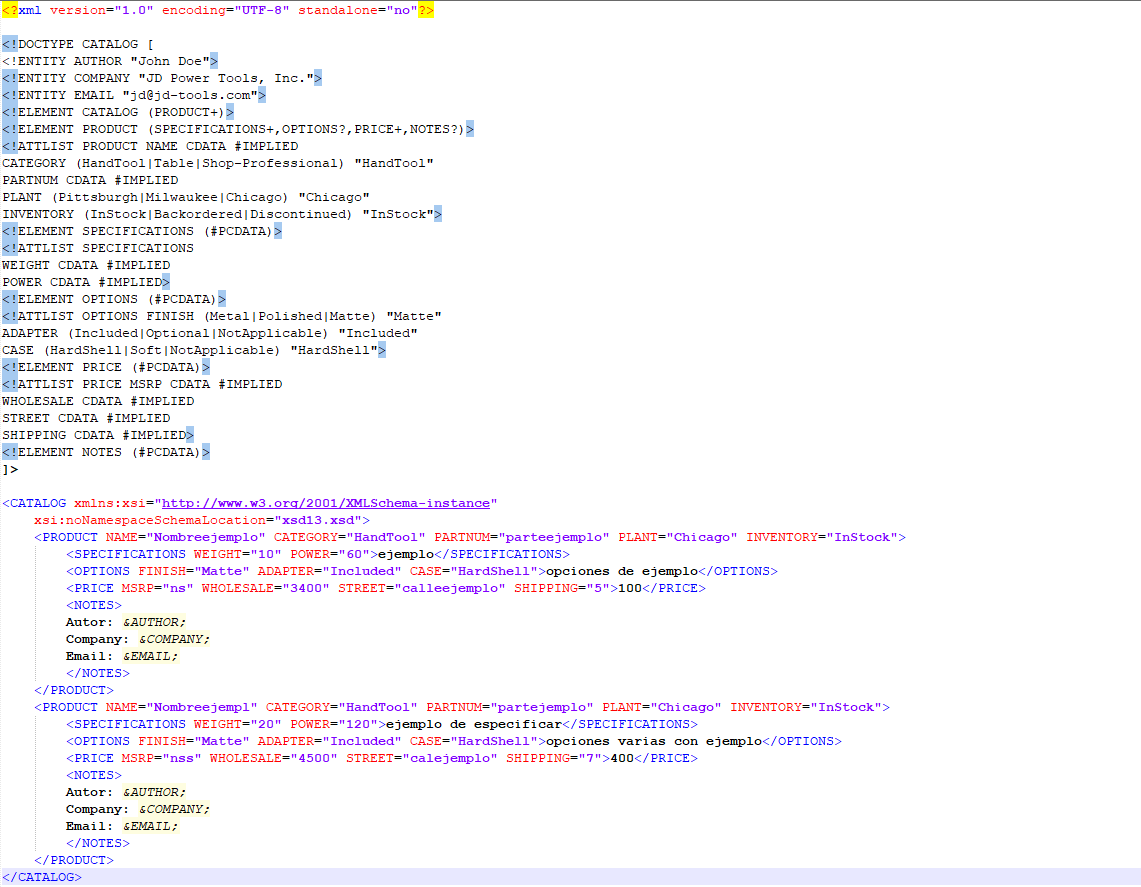 <?xml version="1.0" encoding="UTF-8" standalone="no"?>
<!DOCTYPE CATALOG [
<!ENTITY AUTHOR "John Doe">
<!ENTITY COMPANY "JD Power Tools, Inc.">
<!ENTITY EMAIL "jd@jd-tools.com">
<!ELEMENT CATALOG (PRODUCT+)>
<!ELEMENT PRODUCT (SPECIFICATIONS+,OPTIONS?,PRICE+,NOTES?)>
<!ATTLIST PRODUCT NAME CDATA #IMPLIED
CATEGORY (HandTool|Table|Shop-Professional) "HandTool"
PARTNUM CDATA #IMPLIED
PLANT (Pittsburgh|Milwaukee|Chicago) "Chicago"
INVENTORY (InStock|Backordered|Discontinued) "InStock">
<!ELEMENT SPECIFICATIONS (#PCDATA)>
<!ATTLIST SPECIFICATIONS
WEIGHT CDATA #IMPLIED
POWER CDATA #IMPLIED>
<!ELEMENT OPTIONS (#PCDATA)>
<!ATTLIST OPTIONS FINISH (Metal|Polished|Matte) "Matte"
ADAPTER (Included|Optional|NotApplicable) "Included"
CASE (HardShell|Soft|NotApplicable) "HardShell">
<!ELEMENT PRICE (#PCDATA)>
<!ATTLIST PRICE MSRP CDATA #IMPLIED
WHOLESALE CDATA #IMPLIED
STREET CDATA #IMPLIED
SHIPPING CDATA #IMPLIED>
<!ELEMENT NOTES (#PCDATA)>
]>
<CATALOG xmlns:xsi="http://www.w3.org/2001/XMLSchema-instance"
xsi:noNamespaceSchemaLocation="xsd13.xsd">
<PRODUCT NAME="Nombreejemplo" CATEGORY="HandTool" PARTNUM="parteejemplo" PLANT="Chicago" INVENTORY="InStock">
<SPECIFICATIONS WEIGHT="10" POWER="60">ejemplo</SPECIFICATIONS>
<OPTIONS FINISH="Matte" ADAPTER="Included" CASE="HardShell">opciones de ejemplo</OPTIONS>
<PRICE MSRP="ns" WHOLESALE="3400" STREET="calleejemplo" SHIPPING="5">100</PRICE>
<NOTES>
Autor: &AUTHOR;
Company: &COMPANY;
Email: &EMAIL;
</NOTES>
</PRODUCT>
<PRODUCT NAME="Nombreejempl" CATEGORY="HandTool" PARTNUM="partejemplo" PLANT="Chicago" INVENTORY="InStock">
<SPECIFICATIONS WEIGHT="20" POWER="120">ejemplo de especificar</SPECIFICATIONS>
<OPTIONS FINISH="Matte" ADAPTER="Included" CASE="HardShell">opciones varias con ejemplo</OPTIONS>
<PRICE MSRP="nss" WHOLESALE="4500" STREET="calejemplo" SHIPPING="7">400</PRICE>
<NOTES>
Autor: &AUTHOR;
Company: &COMPANY;
Email: &EMAIL;
</NOTES>
</PRODUCT>
</CATALOG>